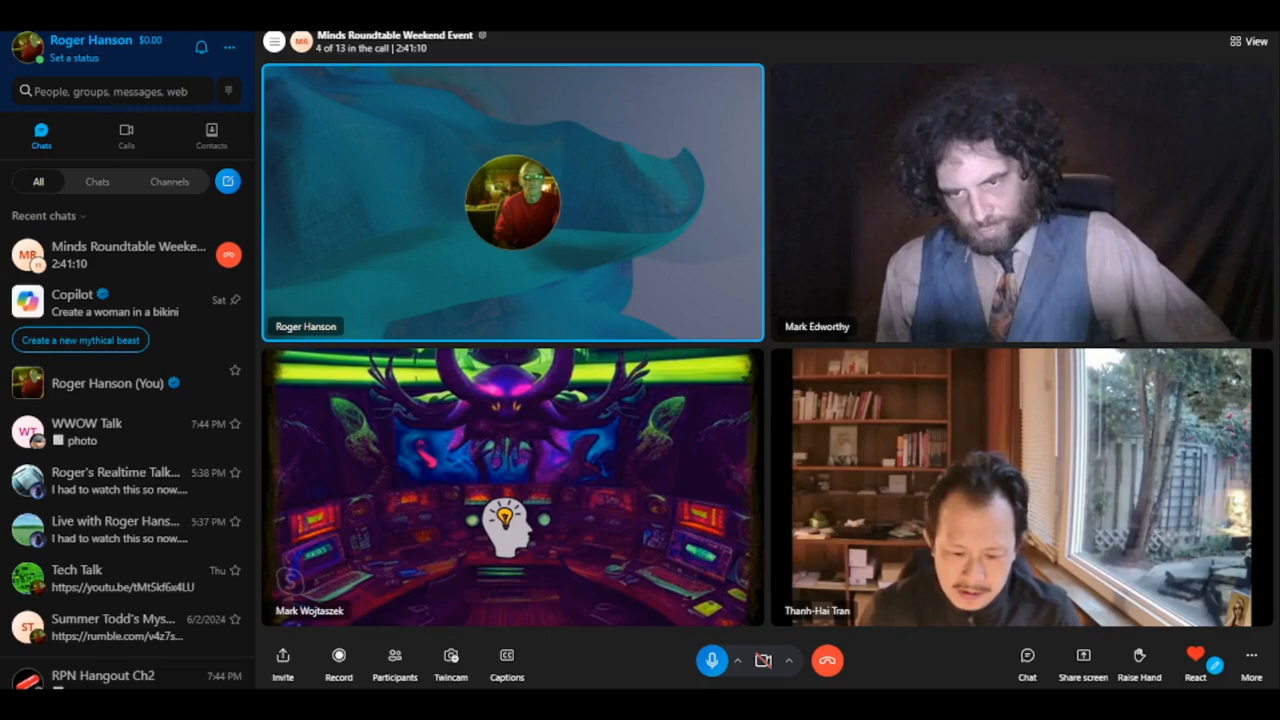 Roger Hanson $0.00
Set a status
People, groups, messages, web
Chats
Calls
Contacts
All
Chats
Channels
Recent chats
MR
Minds Roundtable Weeke...
2:41:10
Copilot
Sat
Create a woman in a bikini
Create a new mythical beast
Roger Hanson (You)
WT
WWOW Talk
7:44 PM
photo
Roger's Realtime Talk...
5:38 PM
I had to watch this so now....
Live with Roger Hans...
5:37 PM
I had to watch this so now....
Tech Talk
Thu
https://youtu.be/tMtSkf6x4LU
ST
Summer Todd's Mys...
6/2/2024
https://rumble.com/v4z7s...
RPN Hangout Ch2
7:44 PM
MR
Minds Roundtable Weekend Event
4 of 13 in the call | 2:41:10
View
Roger Hanson
Mark Edworthy
Mark Wojtaszek
Thanh-Hai Tran
Invite
Record
Participants
Twincam
CC
Captions
Chat
Share screen
Raise Hand
React
More